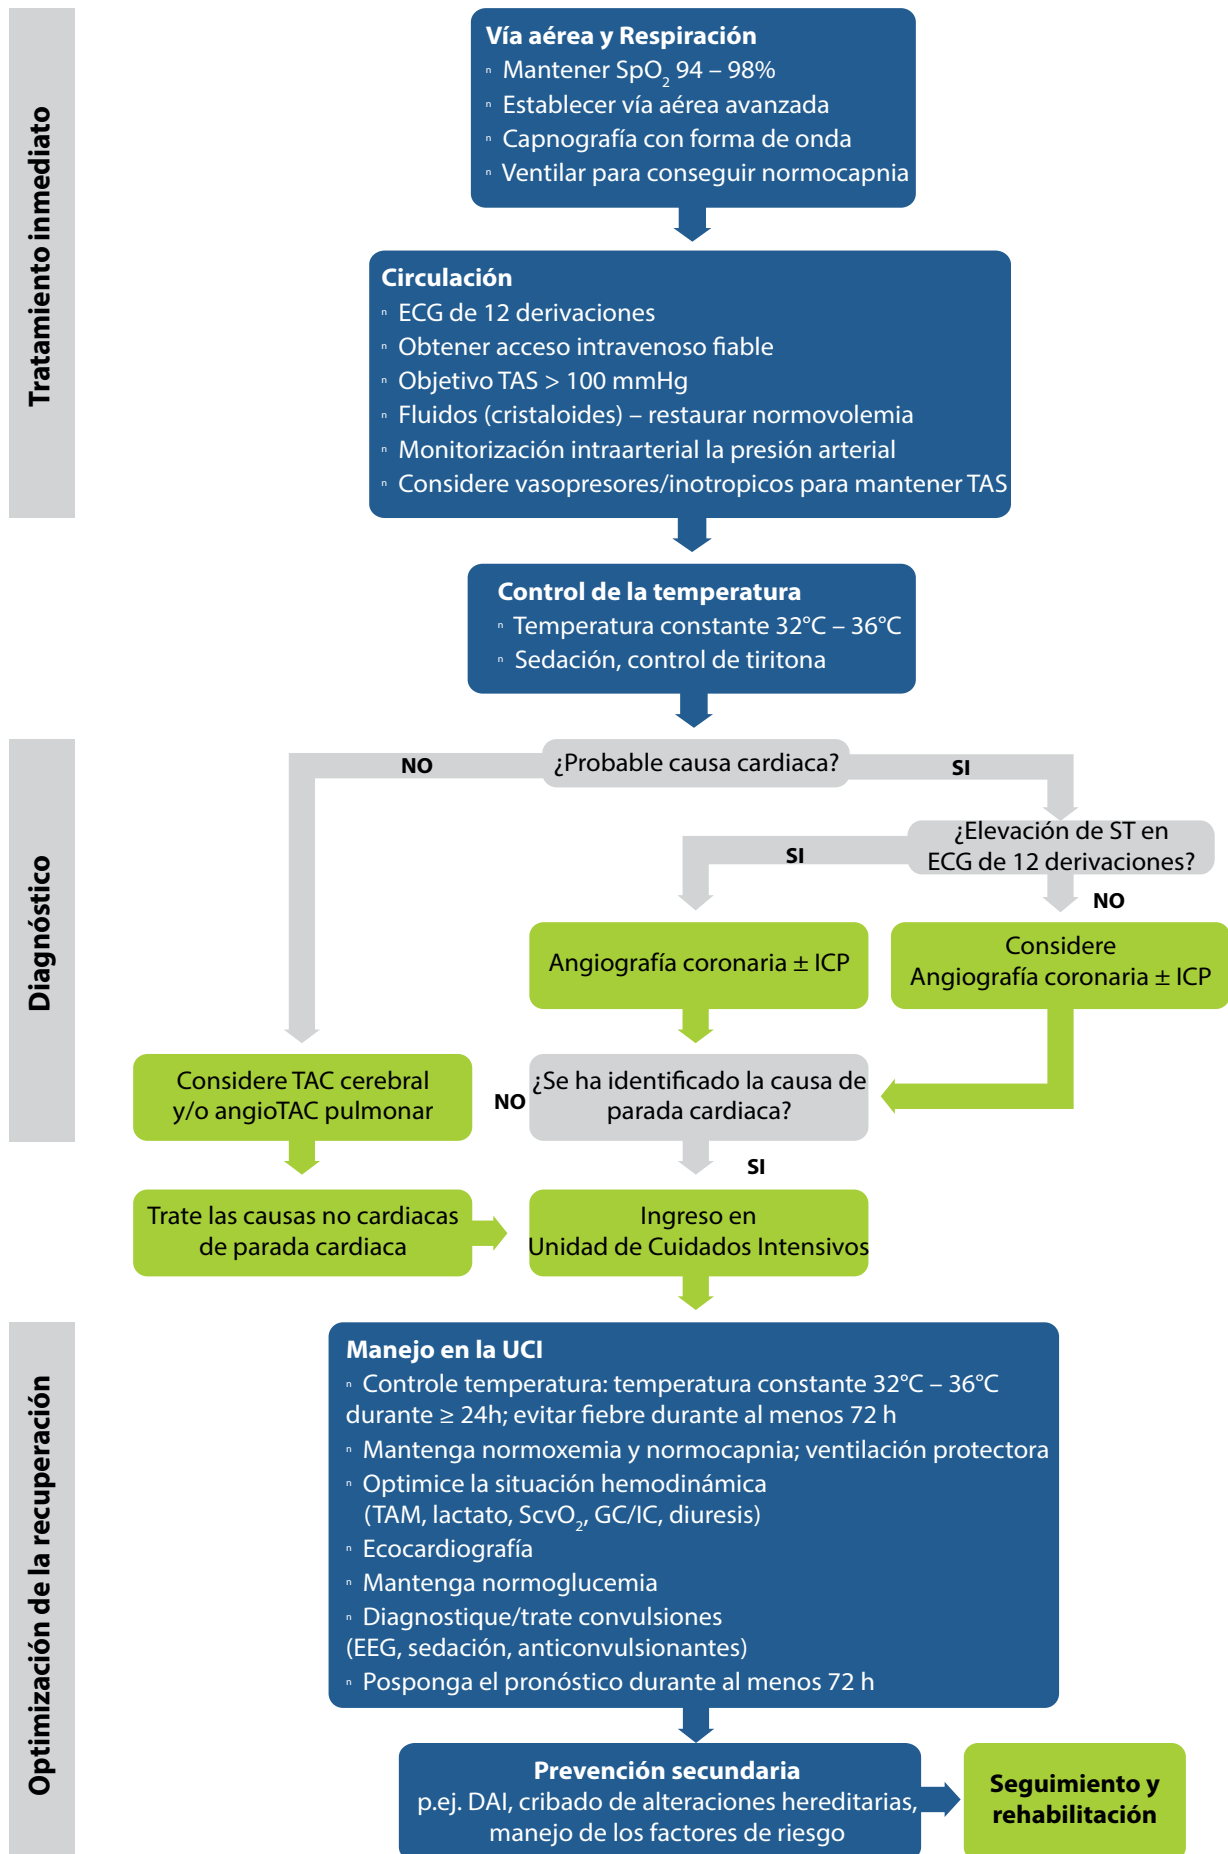 Tratamiento inmediato
Vía aérea y Respiración
n Mantener SpO2 94 – 98%
n Establecer vía aérea avanzada
n Capnografía con forma de onda
n Ventilar para conseguir normocapnia
Circulación
n ECG de 12 derivaciones
n Obtener acceso intravenoso fiable
n Objetivo TAS > 100 mmHg
n Fluidos (cristaloides) – restaurar normovolemia
n Monitorización intraarterial la presión arterial
n Considere vasopresores/inotropicos para mantener TAS
Control de la temperatura
n Temperatura constante 32°C – 36°C
n Sedación, control de tiritona
Diagnóstico
¿Probable causa cardiaca?
NO
SI
¿Elevación de ST en
ECG de 12 derivaciones?
SI
NO
Angiografía coronaria ± ICP
Considere
Angiografía coronaria ± ICP
Considere TAC cerebral
y/o angioTAC pulmonar
NO
¿Se ha identificado la causa de
parada cardiaca?
SI
Trate las causas no cardiacas
de parada cardiaca
Ingreso en
Unidad de Cuidados Intensivos
Optimización de la recuperación
Manejo en la UCI
n Controle temperatura: temperatura constante 32°C – 36°C
durante ≥ 24h; evitar fiebre durante al menos 72 h
n Mantenga normoxemia y normocapnia; ventilación protectora
n Optimice la situación hemodinámica
(TAM, lactato, ScvO2, GC/IC, diuresis)
n Ecocardiografía
n Mantenga normoglucemia
n Diagnostique/trate convulsiones
(EEG, sedación, anticonvulsionantes)
n Posponga el pronóstico durante al menos 72 h
Prevención secundaria
p.ej. DAI, cribado de alteraciones hereditarias,
manejo de los factores de riesgo
Seguimiento y
rehabilitación